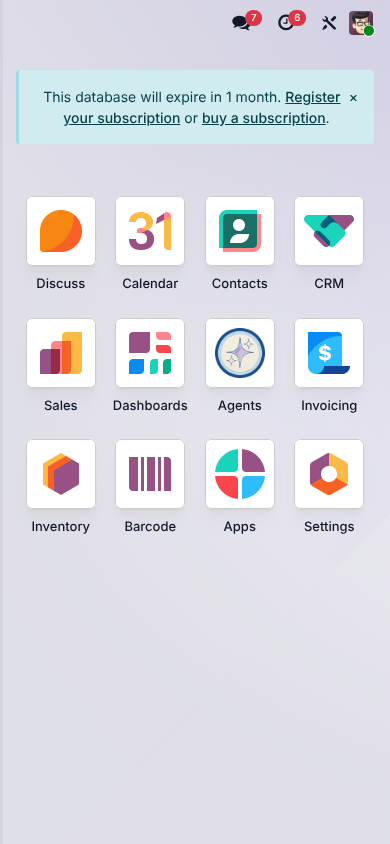 7
6
This database will expire in 1 month. Register ×
your subscription or buy a subscription.
31
Discuss Calendar Contacts CRM
$
Sales Dashboards Agents Invoicing
Inventory Barcode Apps Settings